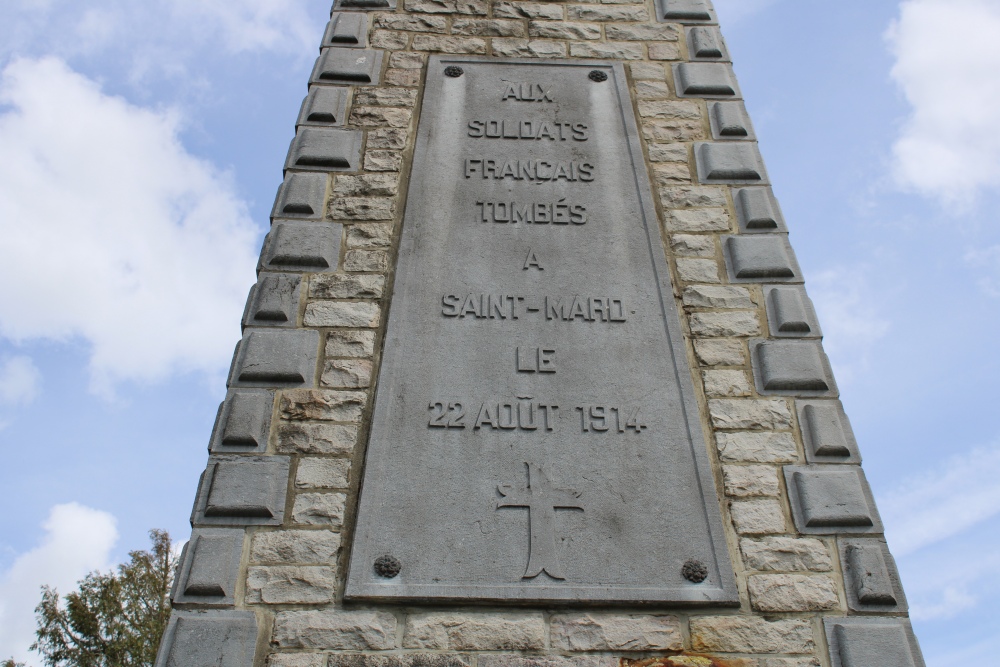 AUX
SOLDATS
FRANÇAIS
TOMBÉS
A
SAINT-MARD
LE
22 AOÛT 1914